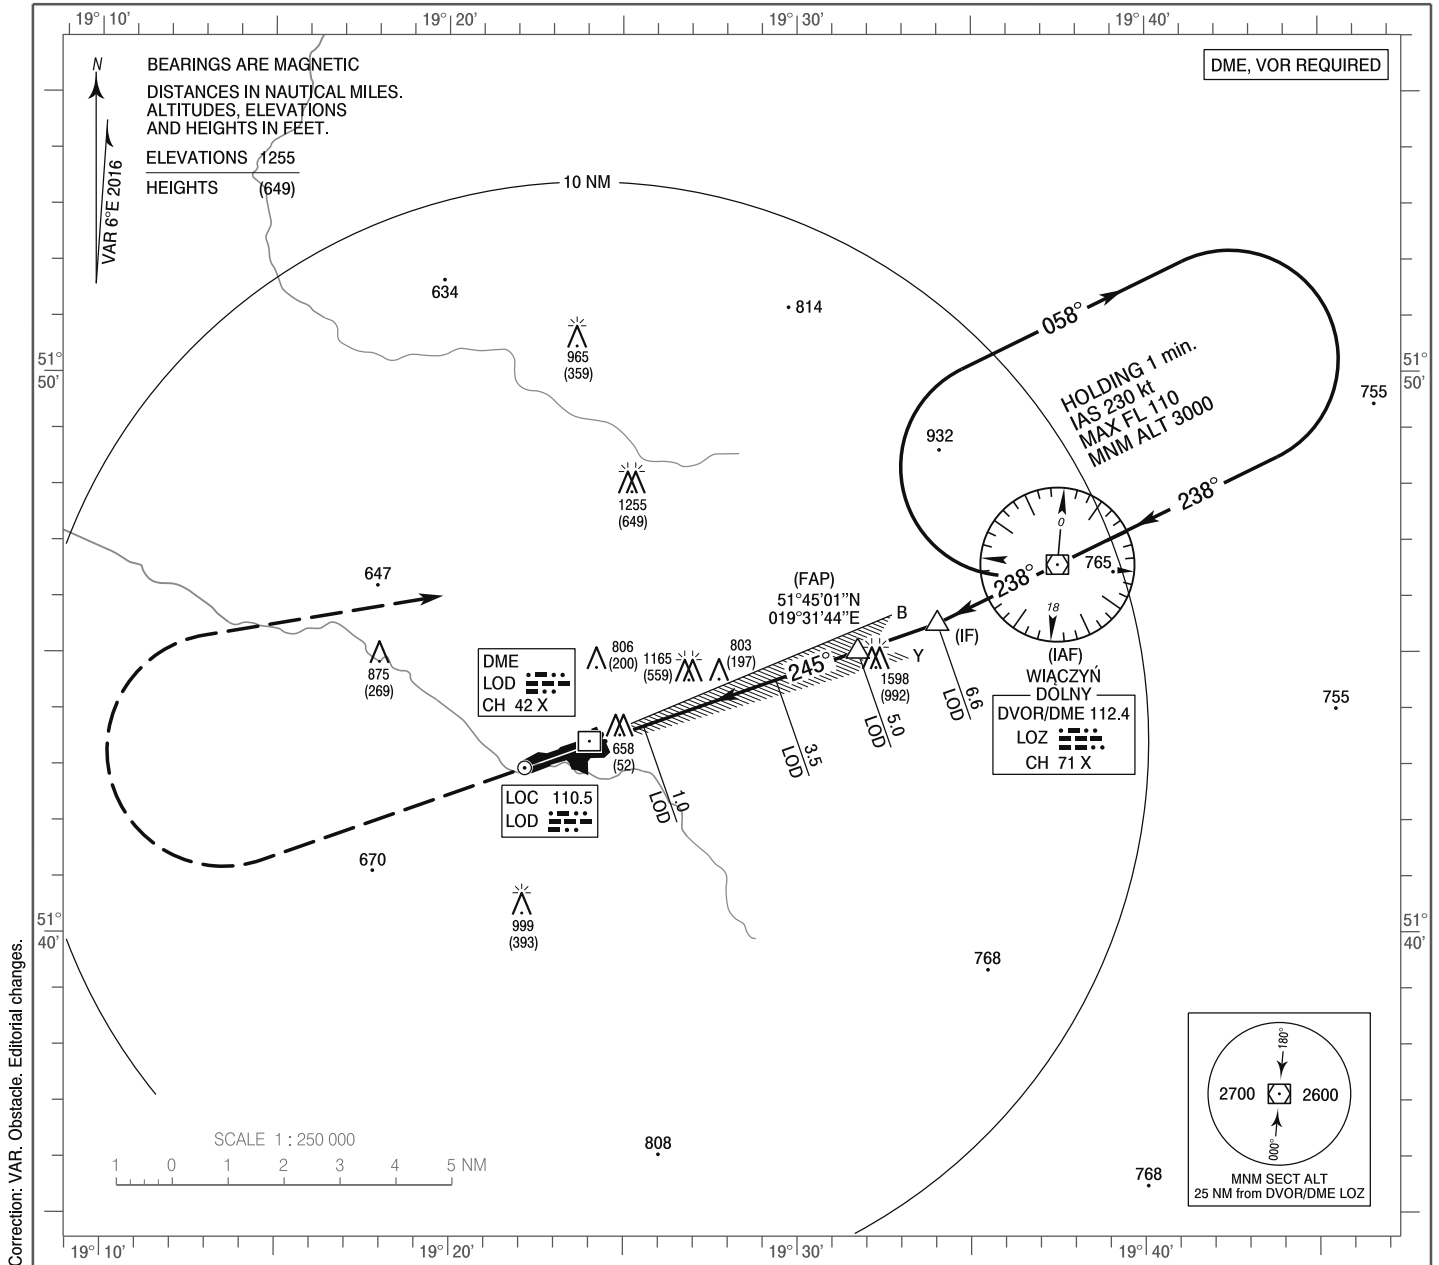 19° 10'
19° 20'
19° 30'
19° 40'
N
VAR 6°E 2016
BEARINGS ARE MAGNETIC
DISTANCES IN NAUTICAL MILES.
ALTITUDES, ELEVATIONS
AND HEIGHTS IN FEET.
ELEVATIONS 1255
HEIGHTS (649)
DME, VOR REQUIRED
10 NM
634
814
965
(359)
058°
HOLDING 1 min.
IAS 230 kt
MAX FL 110
MNM ALT 3000
51°
50'
51°
50'
755
932
1255
(649)
238°
0
18
765
238°
647
(FAP)
51°45'01"N
019°31'44"E
B
Y
(IF)
245°
875
(269)
806
(200)
1165
(559)
803
(197)
1598
(992)
DME
LOD
CH 42 X
658
(52)
LOC 110.5
LOD
1.0
LOD
3.5
LOD
5.0
LOD
6.6
LOD
(IAF)
WIĄCZYŃ
DOLNY
DVOR/DME 112.4
LOZ
CH 71 X
755
670
999
(393)
51°
40'
51°
40'
768
808
768
SCALE 1 : 250 000
1 0 1 2 3 4 5 NM
180°
2700
2600
000°
MNM SECT ALT
25 NM from DVOR/DME LOZ
Correction: VAR. Obstacle. Editorial changes.
19° 10'
19° 20'
19° 30'
19° 40'